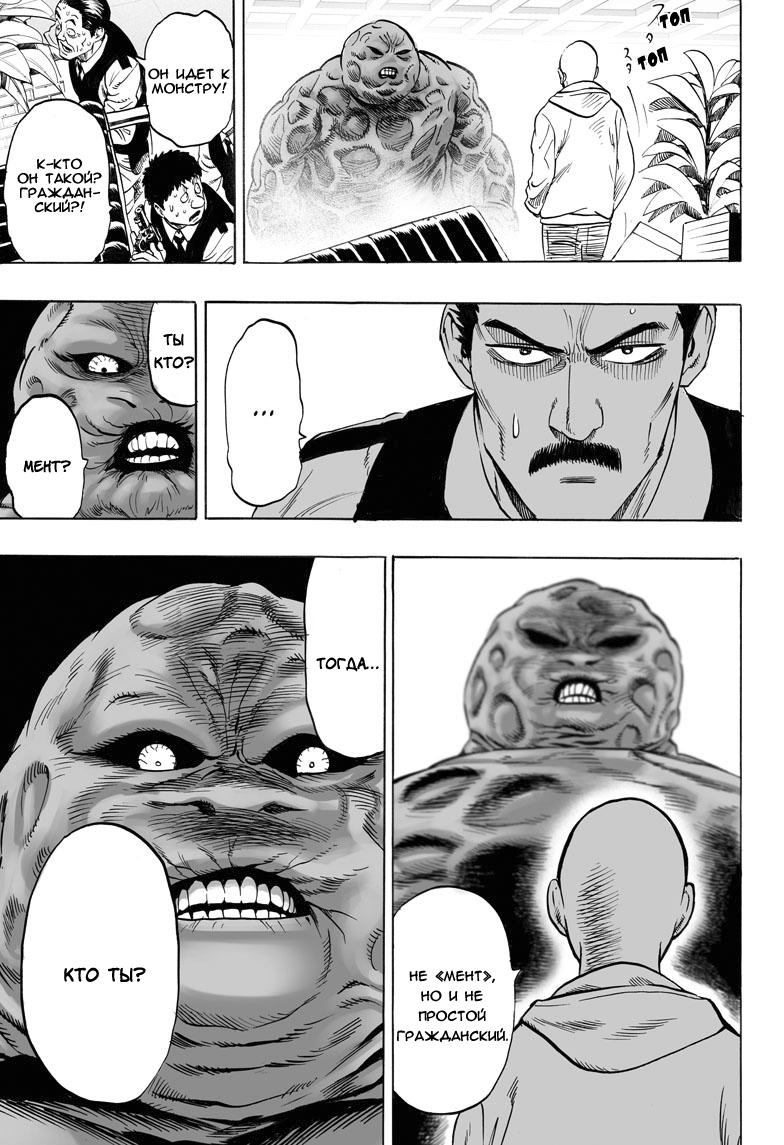 ТОП
ТОП
ОН ИДЕТ К
МОНСТРУ!
К-КТО
ОН ТАКОЙ?
ГРАЖДАН-
СКИЙ?!
...
ТЫ
КТО?
МЕНТ?
НЕ «МЕНТ»,
НО И НЕ
ПРОСТОЙ
ГРАЖДАНСКИЙ.
ТОГДА...
КТО ТЫ?